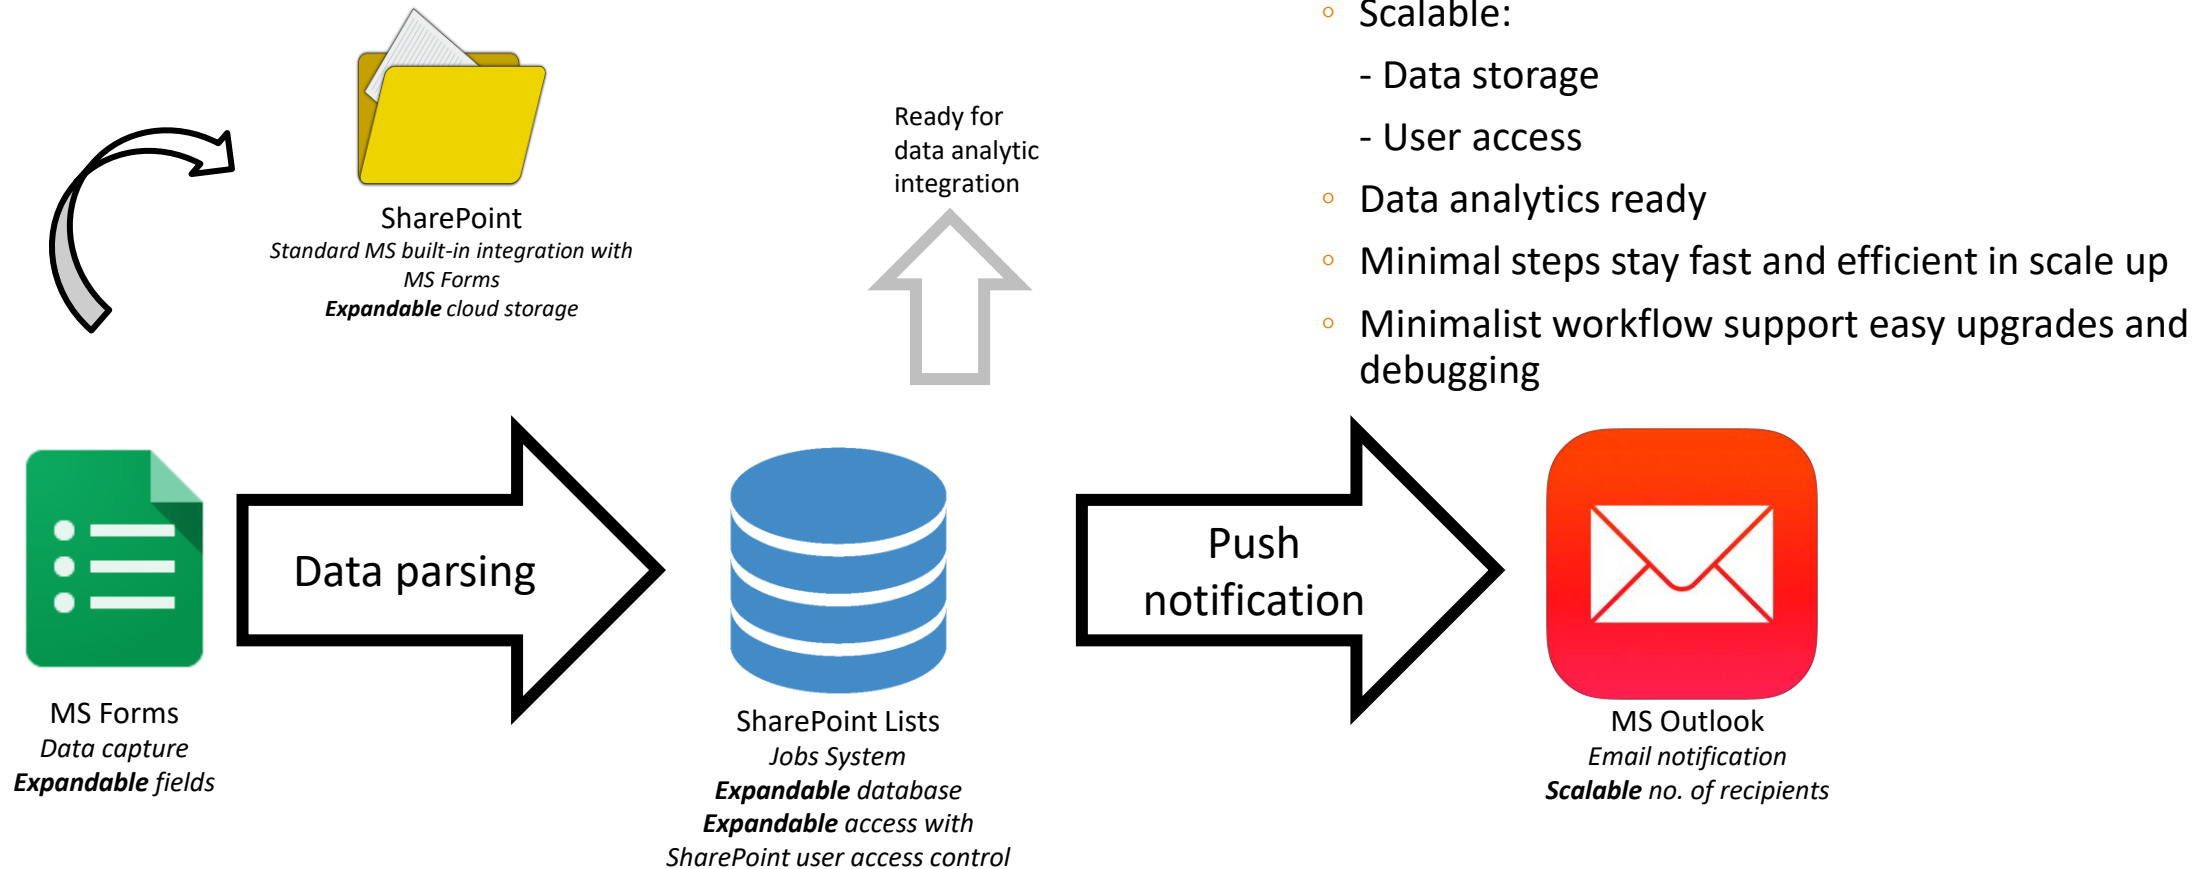 SharePoint
Standard MS built-in integration with
MS Forms
Expandable cloud storage
Ready for
data analytic
integration
◦ Scalable:
- Data storage
- User access
◦ Data analytics ready
◦ Minimal steps stay fast and efficient in scale up
◦ Minimalist workflow support easy upgrades and
debugging
Data parsing
Push
notification
MS Forms
Data capture
Expandable fields
SharePoint Lists
Jobs System
Expandable database
Expandable access with
SharePoint user access control
MS Outlook
Email notification
Scalable no. of recipients